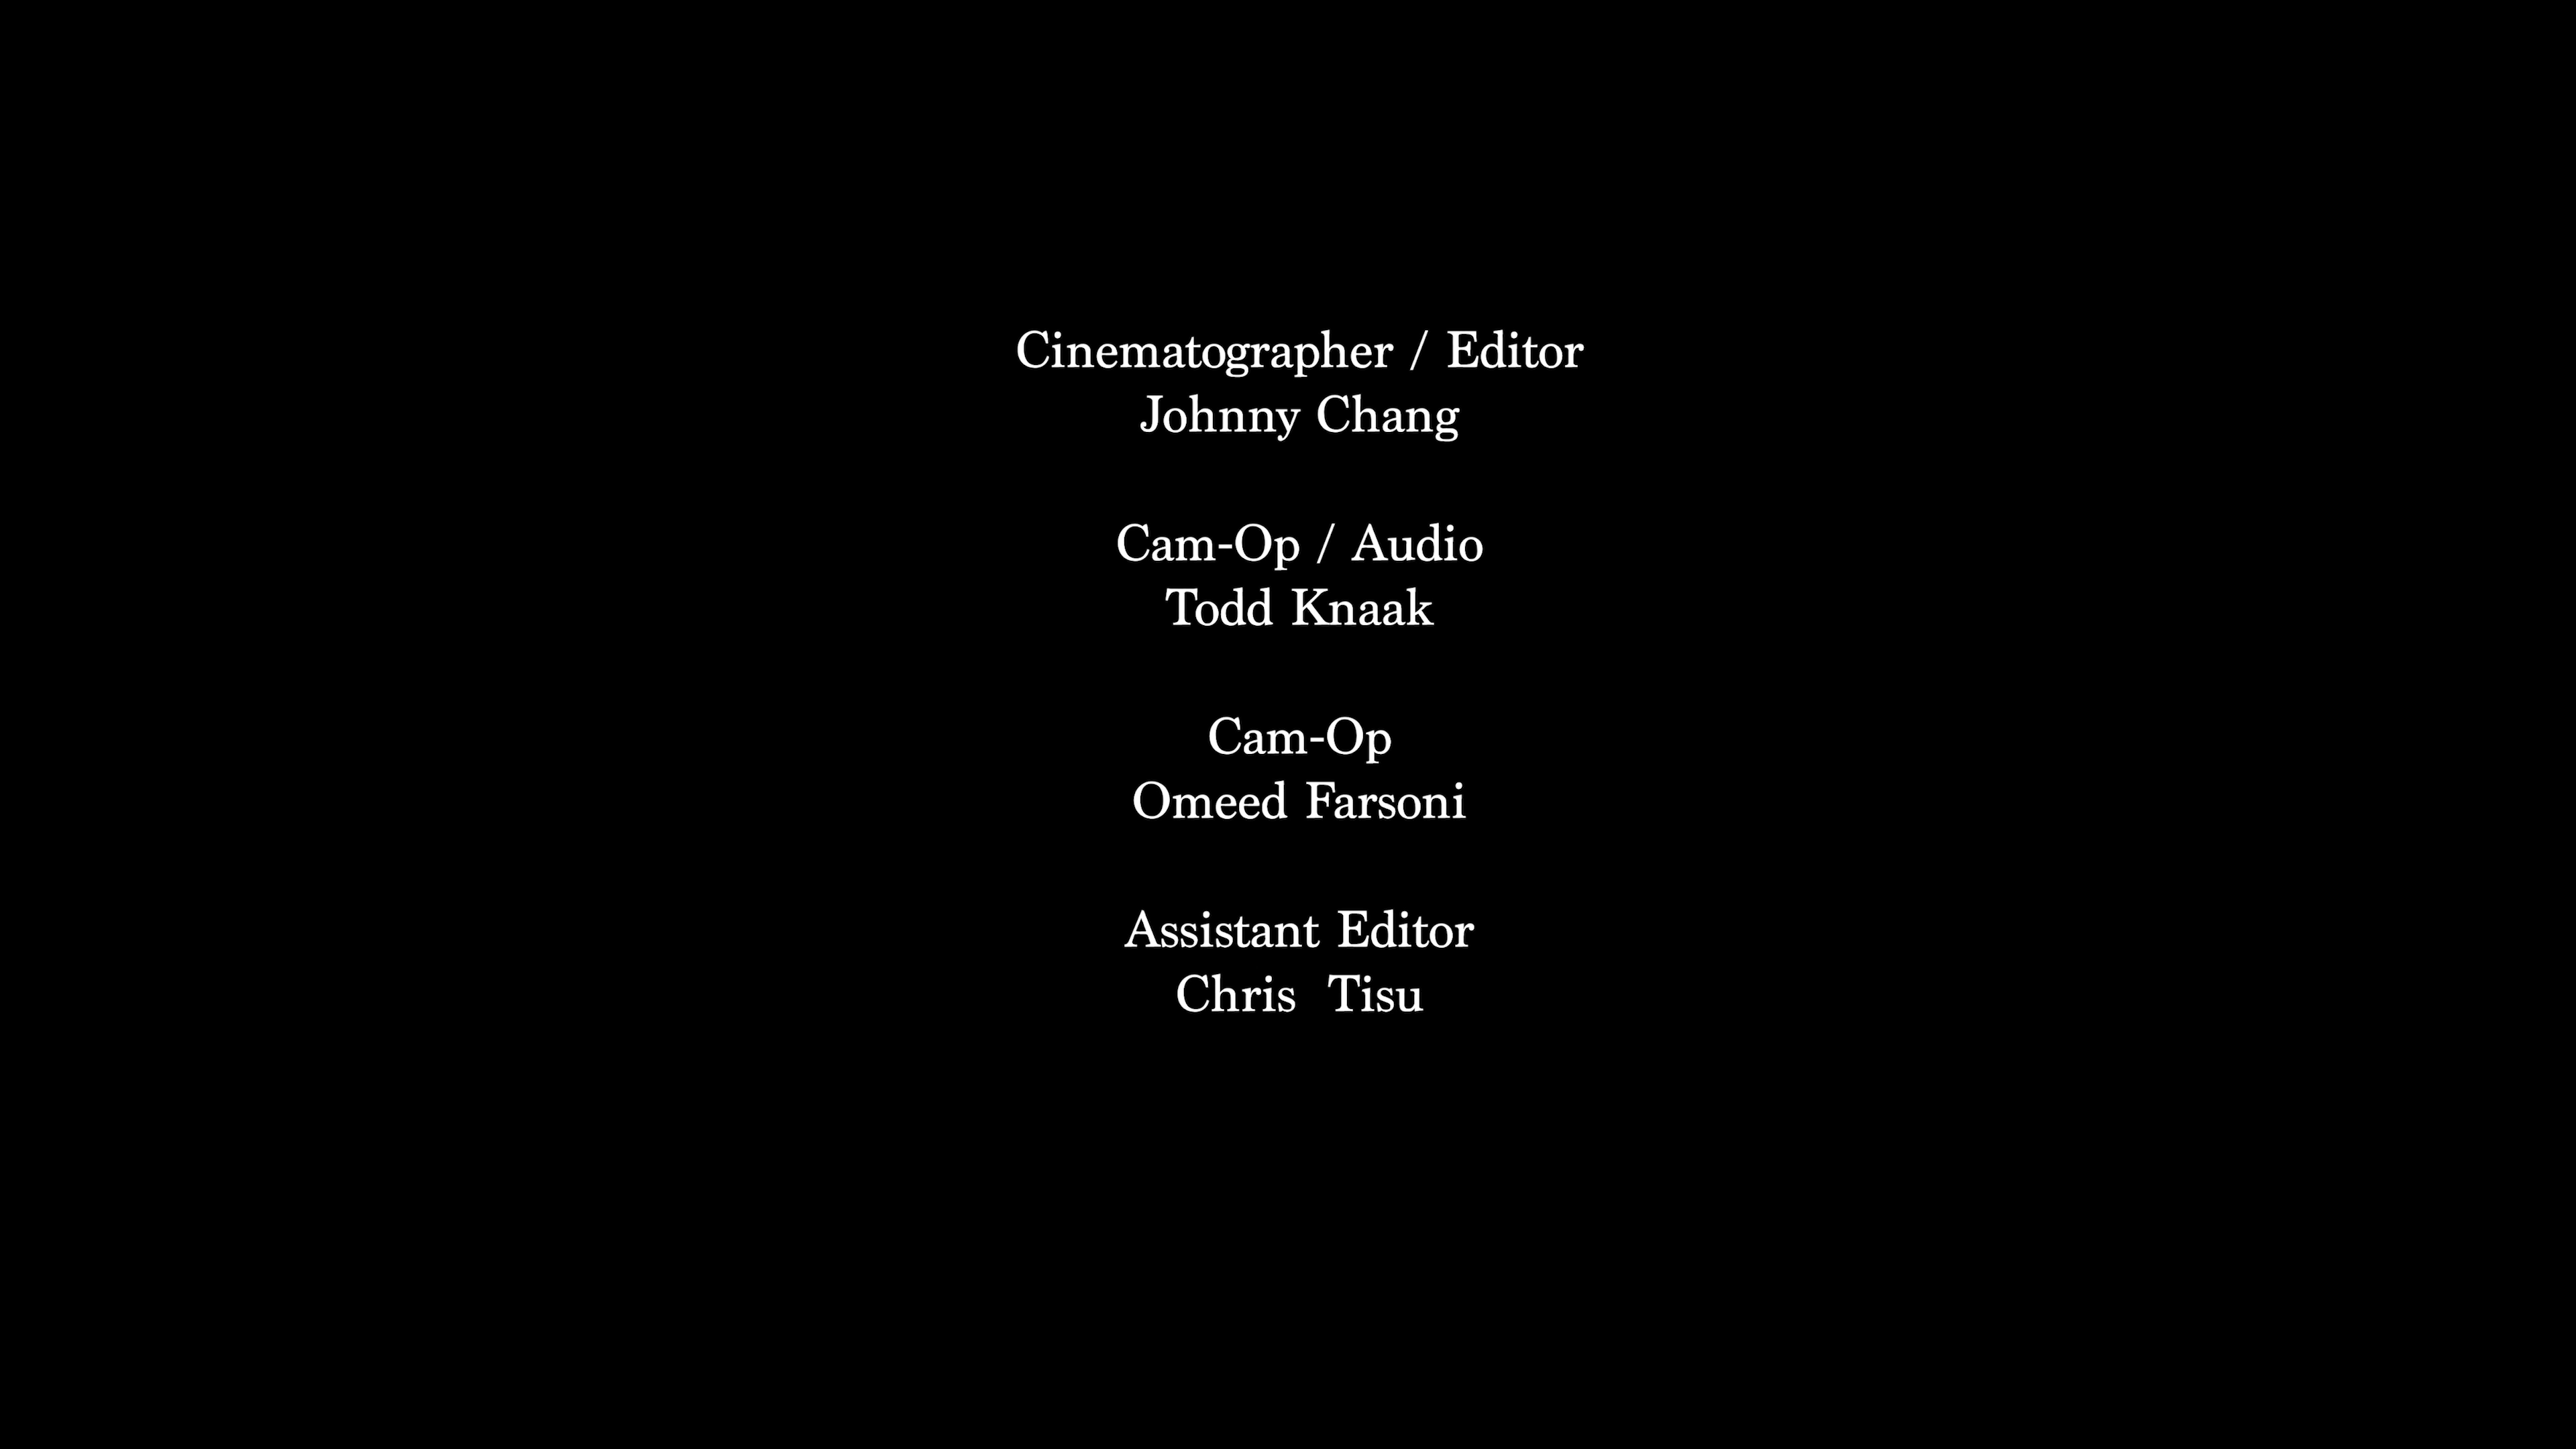 Cinematographer / Editor
Johnny Chang
Cam-Op / Audio
Todd Knaak
Cam-Op
Omeed Farsoni
Assistant Editor
Chris  Tisu